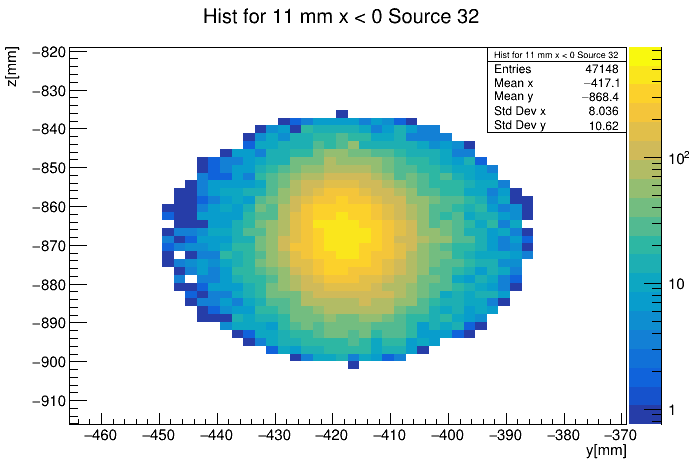 Hist for 11 mm x < 0 Source 32
z[mm]
Hist for 11 mm x < 0 Source 32
Entries 47148
Mean x −417.1
Mean y −868.4
Std Dev x 8.036
Std Dev y 10.62
−820
−830
−840
−850
−860
−870
−880
−890
−900
−910
10²
10
1
−460 −450 −440 −430 −420 −410 −400 −390 −380 −370
y[mm]